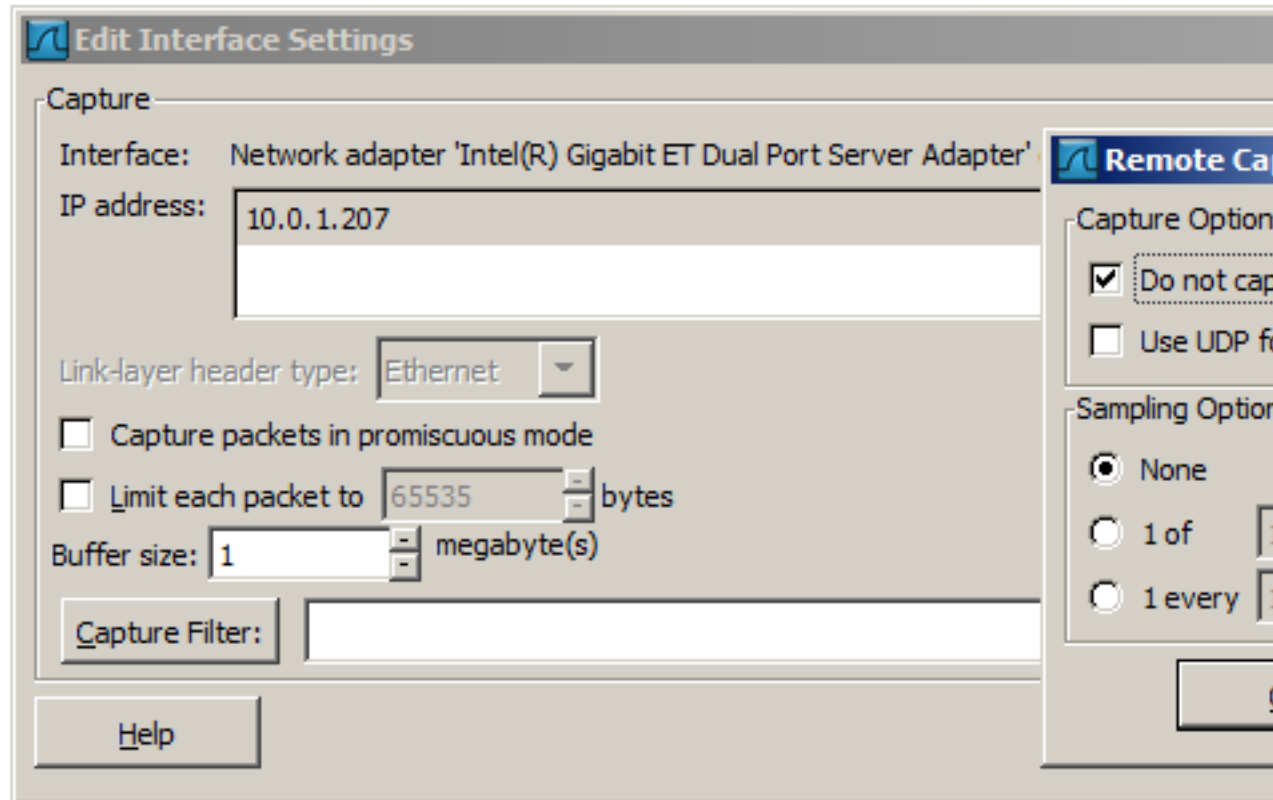 Edit Interface Settings
Capture
Interface: Network adapter 'Intel(R) Gigabit ET Dual Port Server Adapter'
IP address:
10.0.1.207
Link-layer header type: Ethernet
Capture packets in promiscuous mode
Limit each packet to 65535 bytes
Buffer size: 1 megabyte(s)
Capture Filter:
Help
Remote Ca
Capture Option
Do not cap
Use UDP fo
Sampling Option
None
1 of
1 every